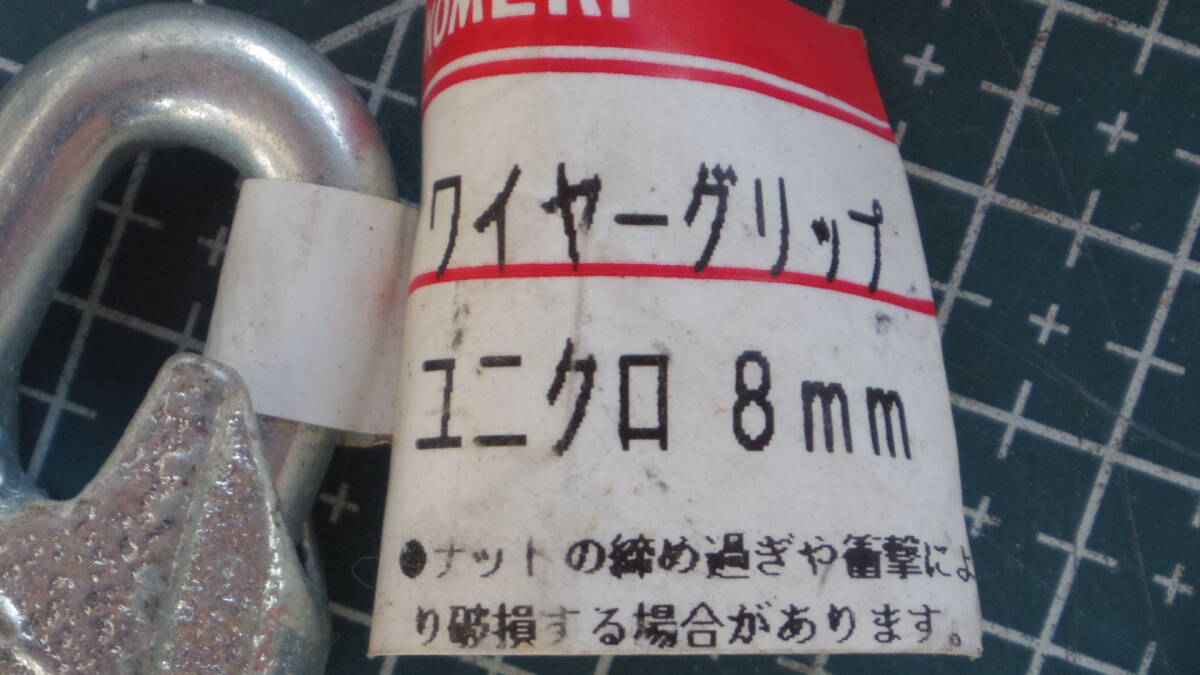 KOMERI
ワイヤーグリップ
ユニクロ 8mm
●ナットの締め過ぎや衝撃によ
り破損する場合があります。